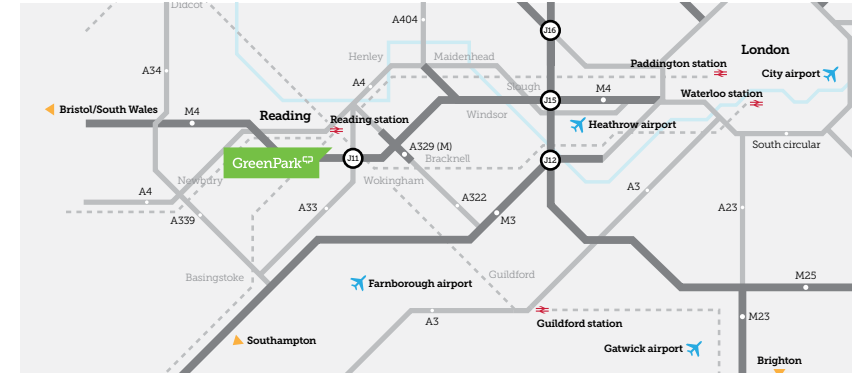 Didcot
A404
J16
London
Henley
Maidenhead
Paddington station
A34
City airport
A4
Slough
M4
Waterloo station
J15
Bristol/South Wales
M4
Reading
Reading station
Windsor
Heathrow airport
South circular
A329 (M)
GreenPark
J11
Bracknell
J12
Newbury
Wokingham
A4
A3
A322
A33
A23
A339
M3
Basingstoke
Guildford
M25
Farnborough airport
A3
Guildford station
M23
Southampton
Gatwick airport
Brighton